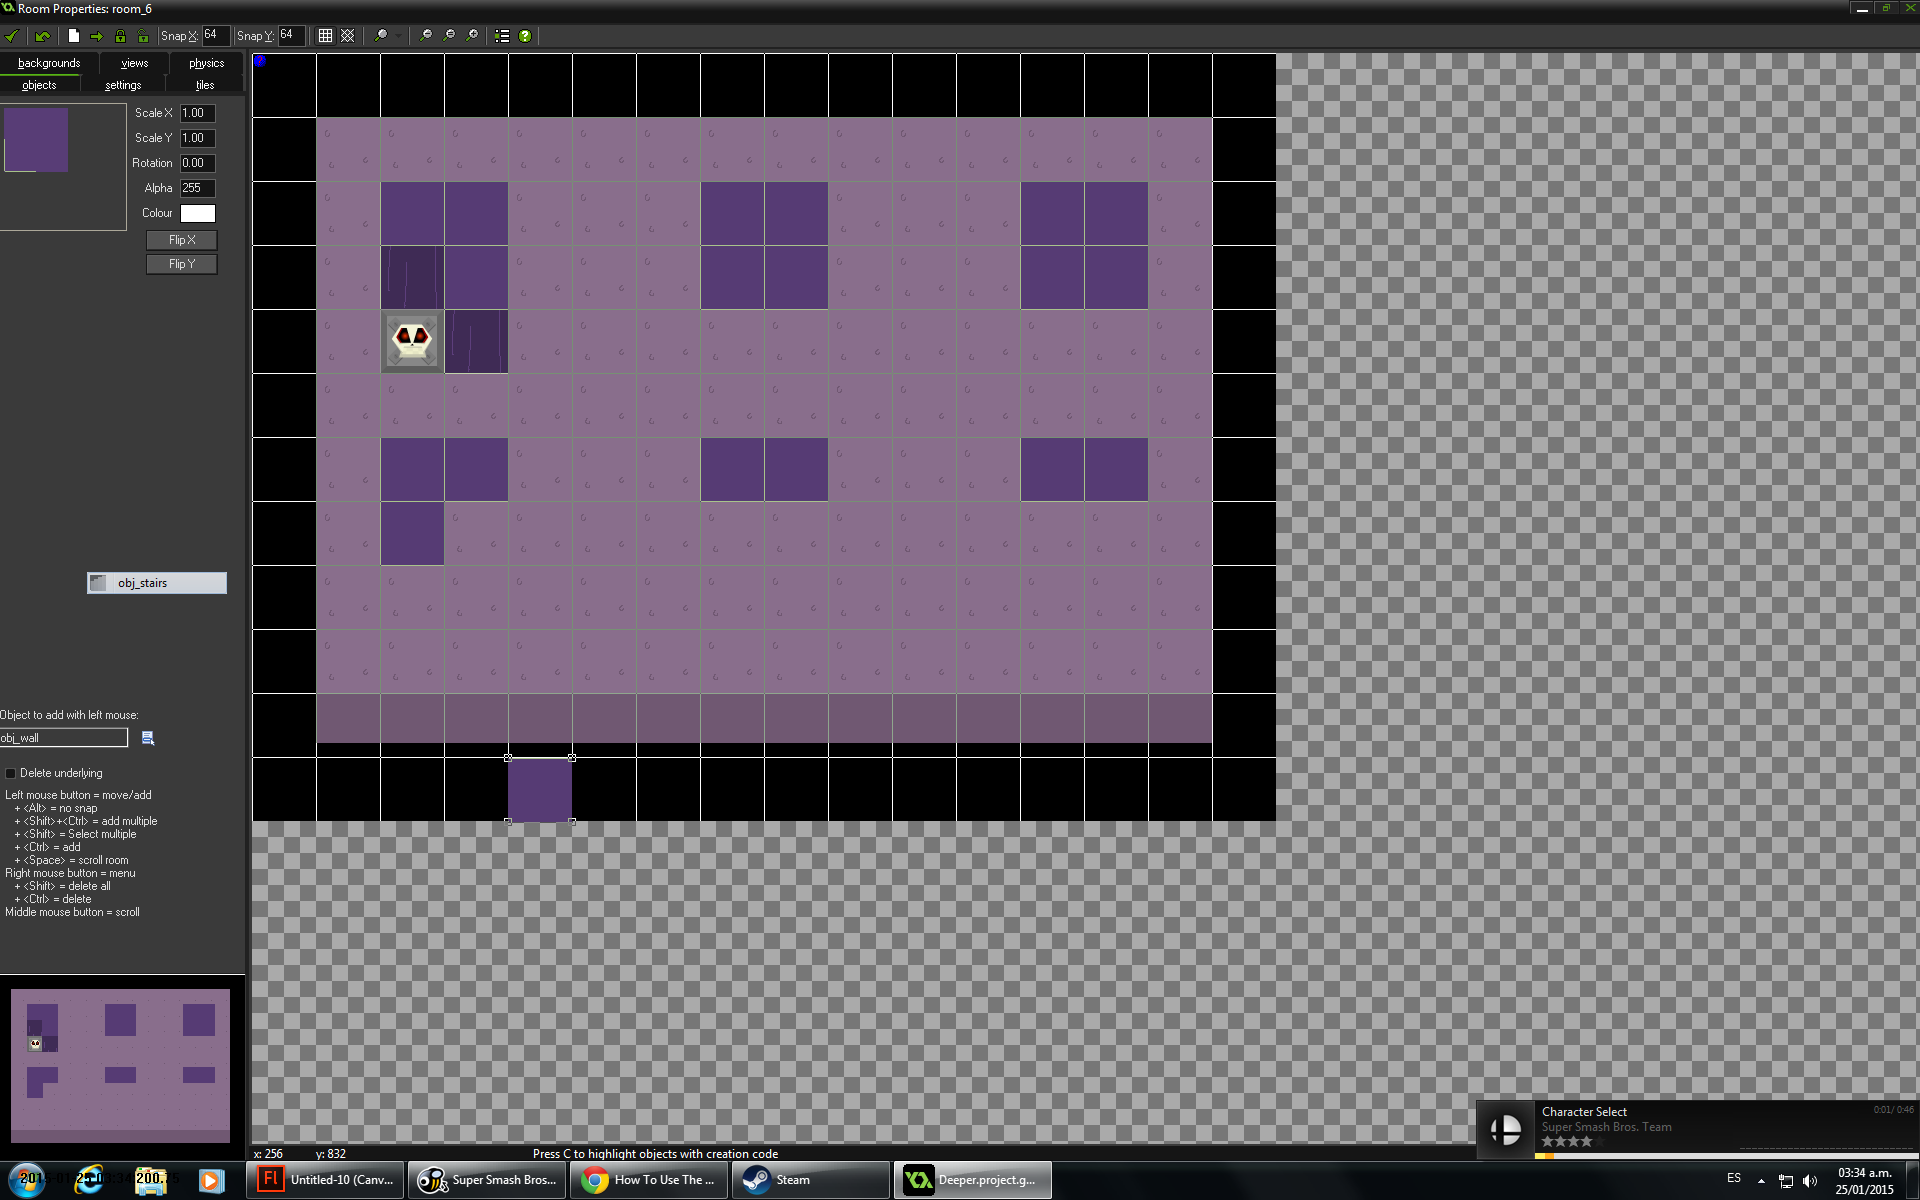 Room Properties: room_6
Snap X: 64 Snap Y: 64
backgrounds views physics
objects settings tiles
Scale X 1.00
Scale Y 1.00
Rotation 0.00
Alpha 255
Colour
Flip X
Flip Y
obj_stairs
Object to add with left mouse:
obj_wall
Delete underlying
Left mouse button = move/add
+ <Alt> = no snap
+ <Shift>+<Ctrl> = add multiple
+ <Shift> = Select multiple
+ <Ctrl> = add
+ <Space> = scroll room
Right mouse button = menu
+ <Shift> = delete all
+ <Ctrl> = delete
Middle mouse button = scroll
x: 256 y: 832 Press C to highlight objects with creation code
Character Select 0:01/ 0:46
Super Smash Bros. Team
Untitled-10 (Canv... Super Smash Bros... How To Use The ... Steam Deeper.project.g... ES 03:34 a.m.
25/01/2015